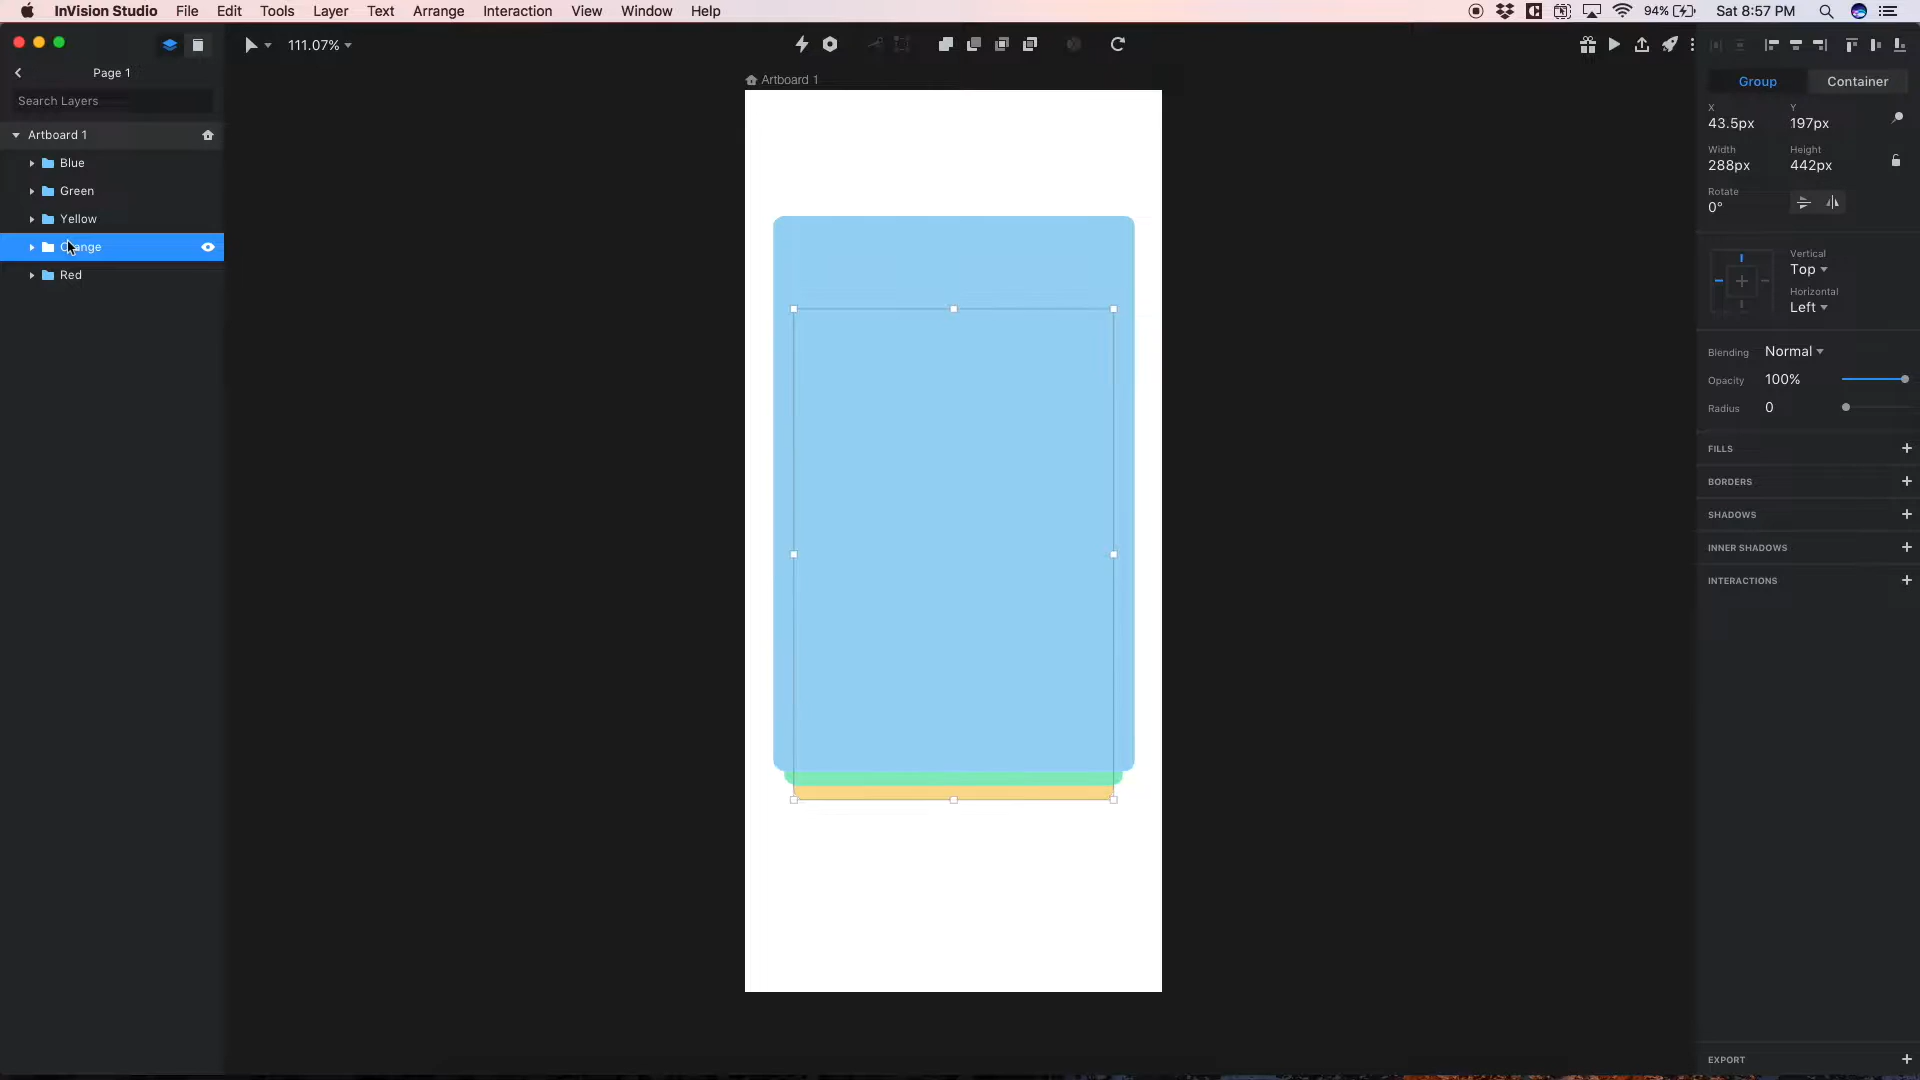 InVision Studio File Edit Tools Layer Text Arrange Interaction View Window Help 94% Sat 8:57 PM
111.07%
Page 1
Search Layers
Artboard 1
Blue
Green
Yellow
Red
Artboard 1
Group Container
X Y
43.5px 197px
Width Height
288px 442px
Rotate
0°
Vertical
Top
Horizontal
Left
Blending Normal
Opacity 100%
Radius 0
FILLS
BORDERS
SHADOWS
INNER SHADOWS
INTERACTIONS
EXPORT